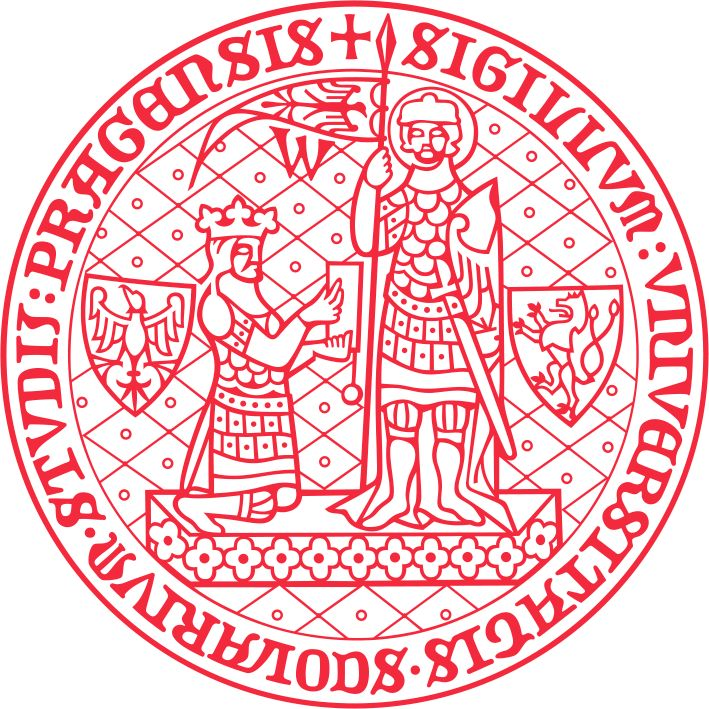 ✝ SIGILLVM : VNIVERSITATIS · SCOLARIVM · STVDII : PRAGENSIS
W